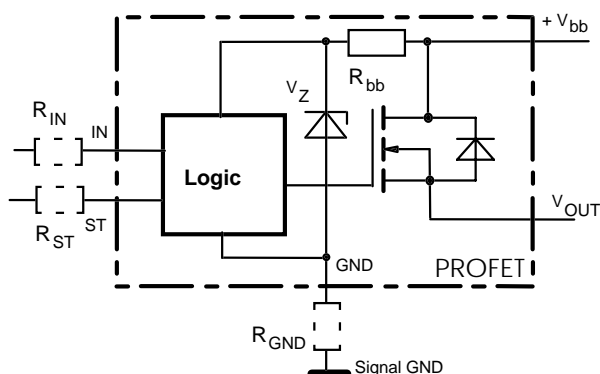 + V bb
R bb
V Z
R IN
IN
Logic
R ST
ST
V OUT
GND
PROFET
R GND
Signal GND